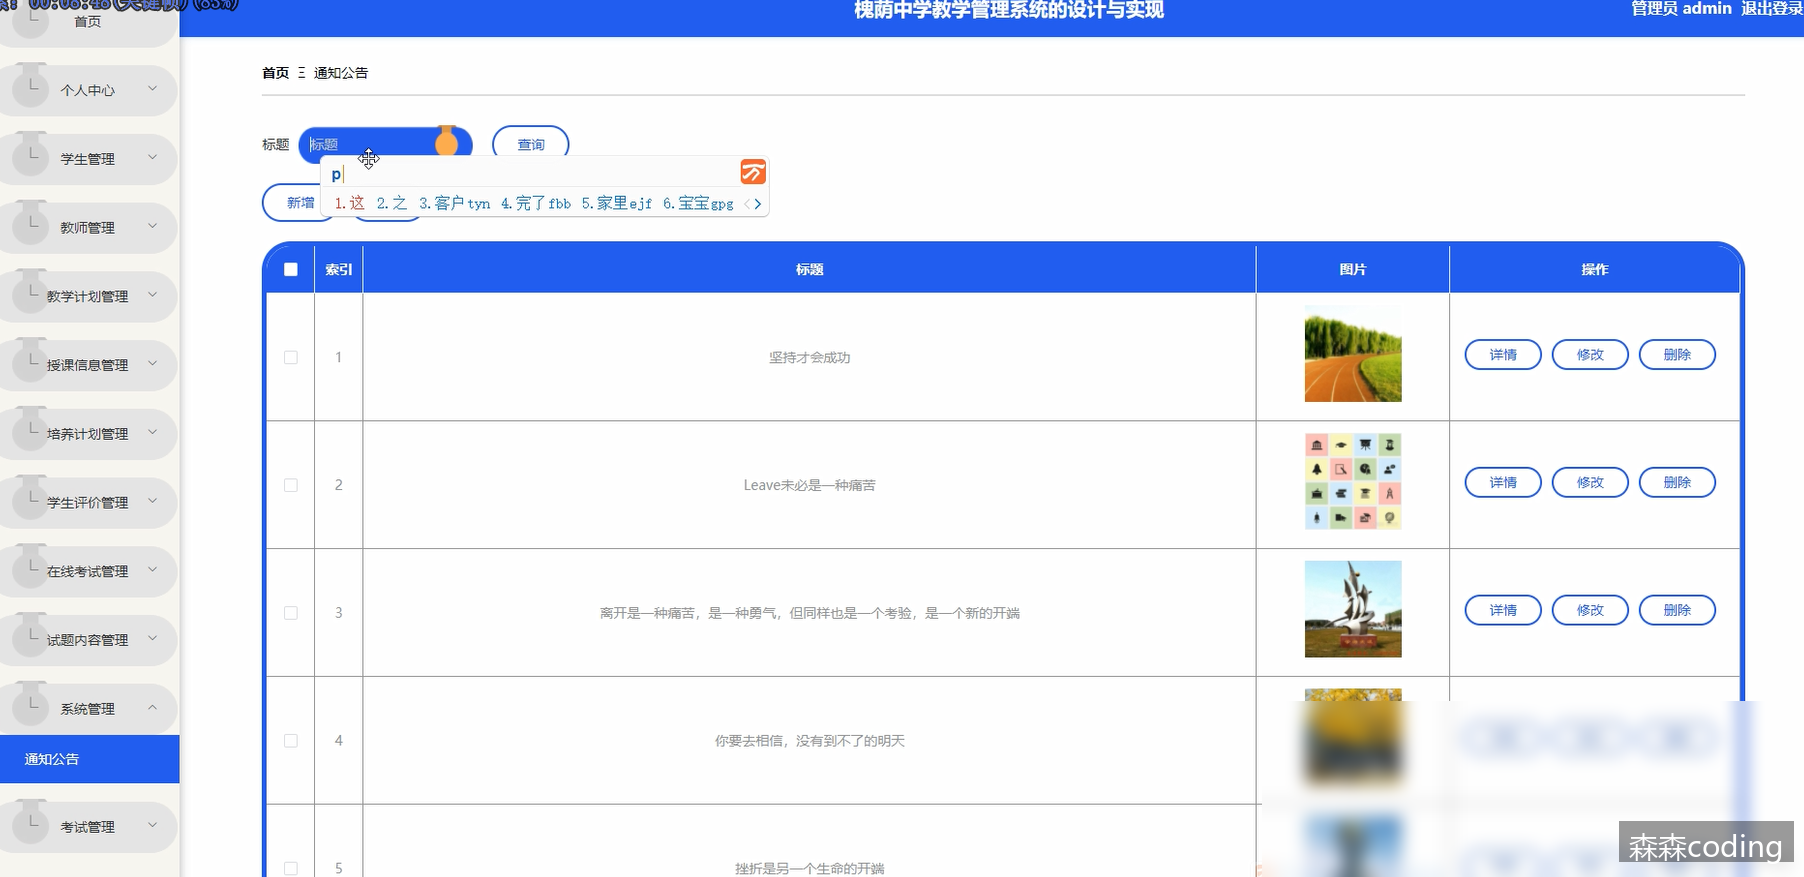 00:08:48(关键帧)(83%)
槐荫中学教学管理系统的设计与实现
管理员 admin 退出登录
首页
个人中心
学生管理
教师管理
教学计划管理
授课信息管理
培养计划管理
学生评价管理
在线考试管理
试题内容管理
系统管理
通知公告
考试管理
首页 Ξ 通知公告
标题 标题 查询
p
1.这 2.之 3.客户tyn 4.完了fbb 5.家里ejf 6.宝宝gpg
新增
索引 标题 图片 操作
1 坚持才会成功 详情 修改 删除
2 Leave未必是一种痛苦 详情 修改 删除
3 离开是一种痛苦，是一种勇气，但同样也是一个考验，是一个新的开端 详情 修改 删除
4 你要去相信，没有到不了的明天
5 挫折是另一个生命的开端
森森coding